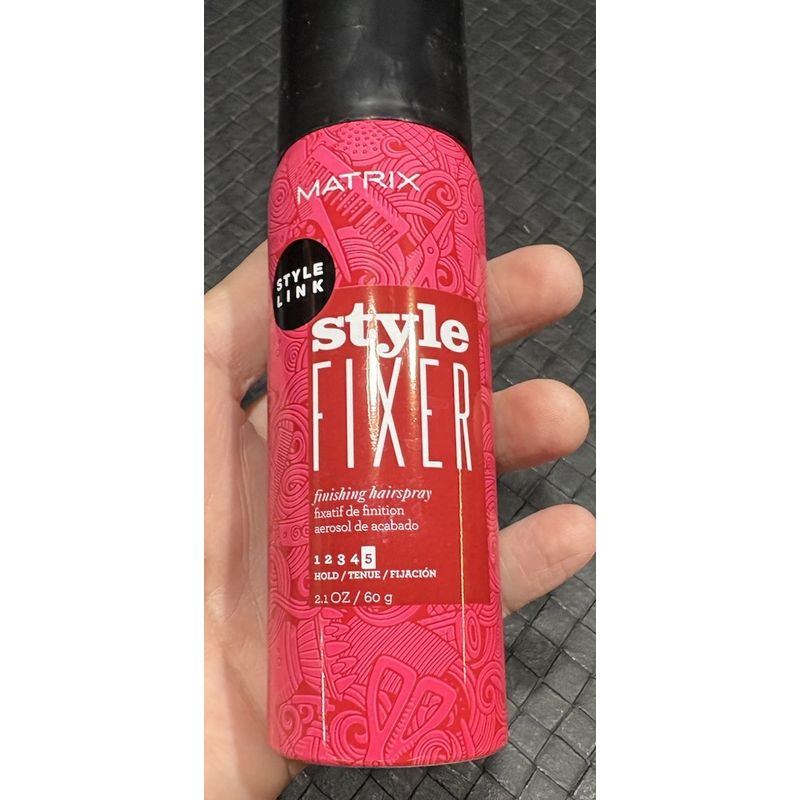 MATRIX
STYLE
LINK
style
FIXER
finishing hairspray
fixatif de finition
aerosol de acabado
1 2 3 4 5
HOLD / TENUE / FIJACIÓN
2.1 OZ / 60 g